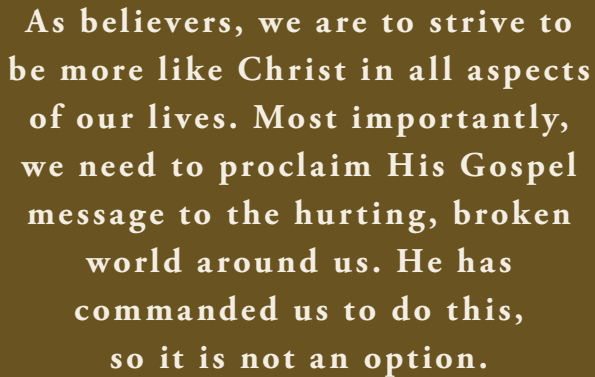 As believers, we are to strive to
be more like Christ in all aspects
of our lives. Most importantly,
we need to proclaim His Gospel
message to the hurting, broken
world around us. He has
commanded us to do this,
so it is not an option.